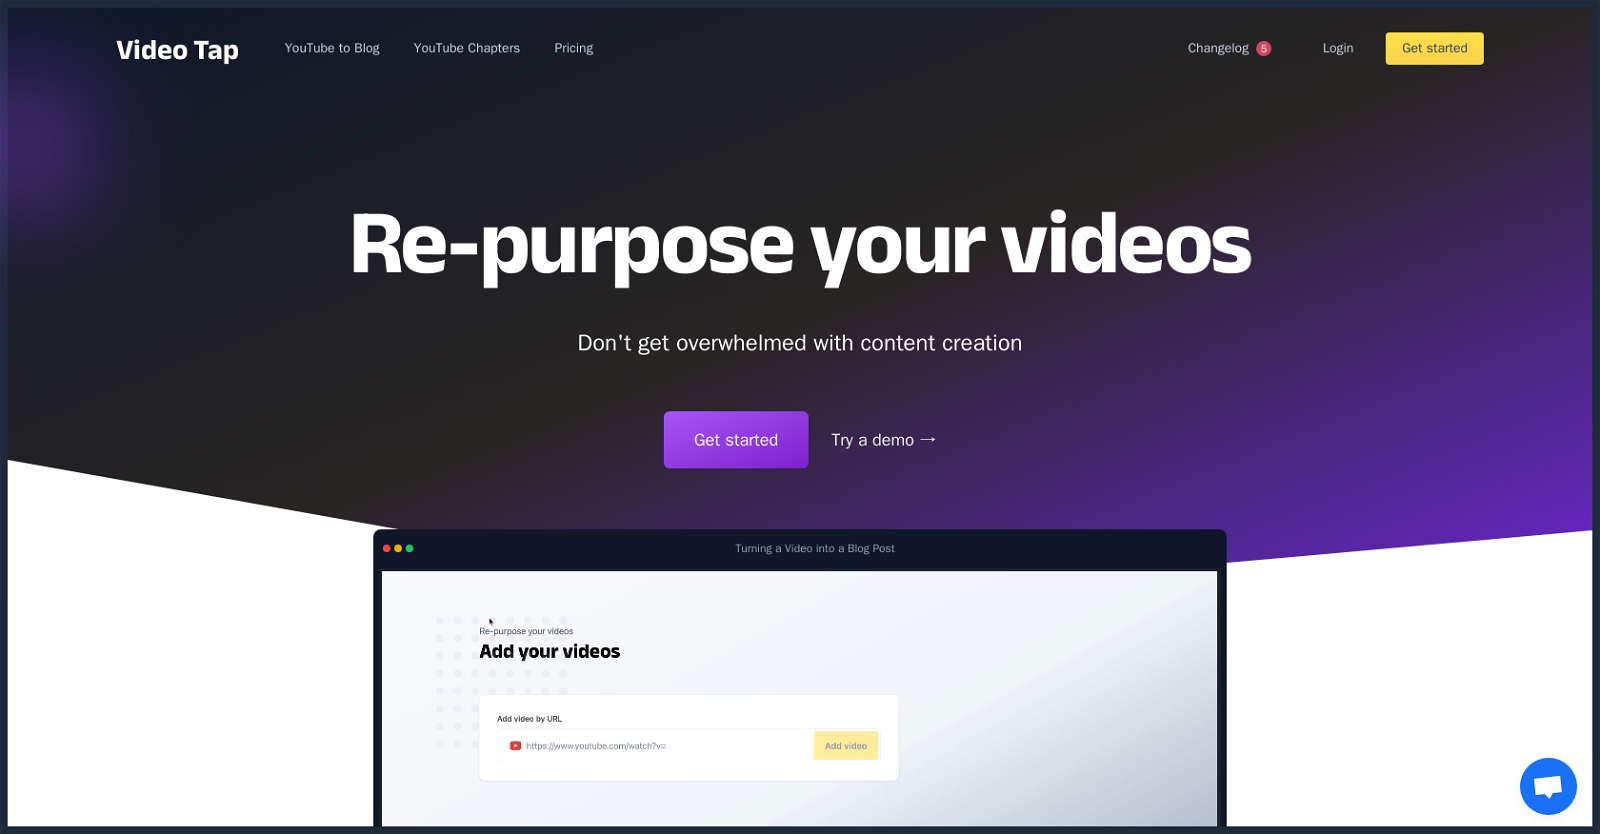 Video Tap
YouTube to Blog
YouTube Chapters
Pricing
Changelog 5
Login
Get started
Re-purpose your videos
Don't get overwhelmed with content creation
Get started
Try a demo →
Turning a Video into a Blog Post
Re-purpose your videos
Add your videos
Add video by URL
https://www.youtube.com/watch?v=
Add video